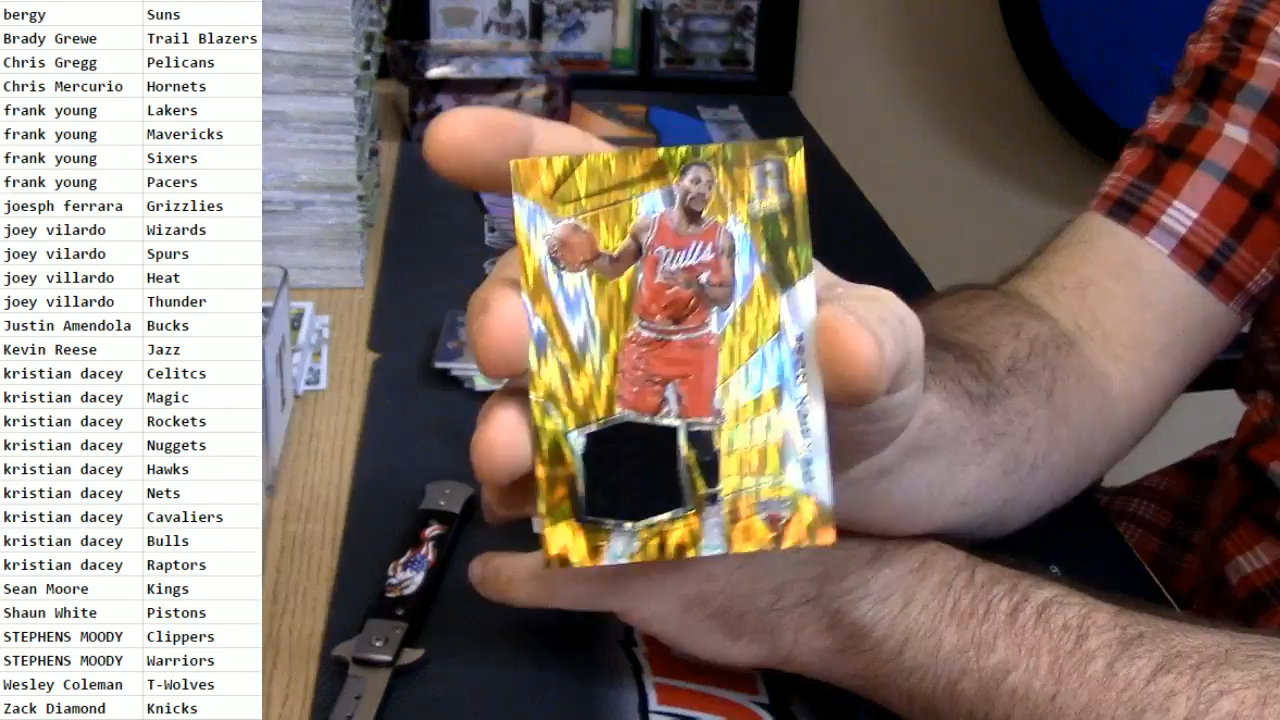 bergy Suns
Brady Grewe Trail Blazers
Chris Gregg Pelicans
Chris Mercurio Hornets
frank young Lakers
frank young Mavericks
frank young Sixers
frank young Pacers
joesph ferrara Grizzlies
joey vilardo Wizards
joey vilardo Spurs
joey villardo Heat
joey villardo Thunder
Justin Amendola Bucks
Kevin Reese Jazz
kristian dacey Celitcs
kristian dacey Magic
kristian dacey Rockets
kristian dacey Nuggets
kristian dacey Hawks
kristian dacey Nets
kristian dacey Cavaliers
kristian dacey Bulls
kristian dacey Raptors
Sean Moore Kings
Shaun White Pistons
STEPHENS MOODY Clippers
STEPHENS MOODY Warriors
Wesley Coleman T-Wolves
Zack Diamond Knicks
Bulls